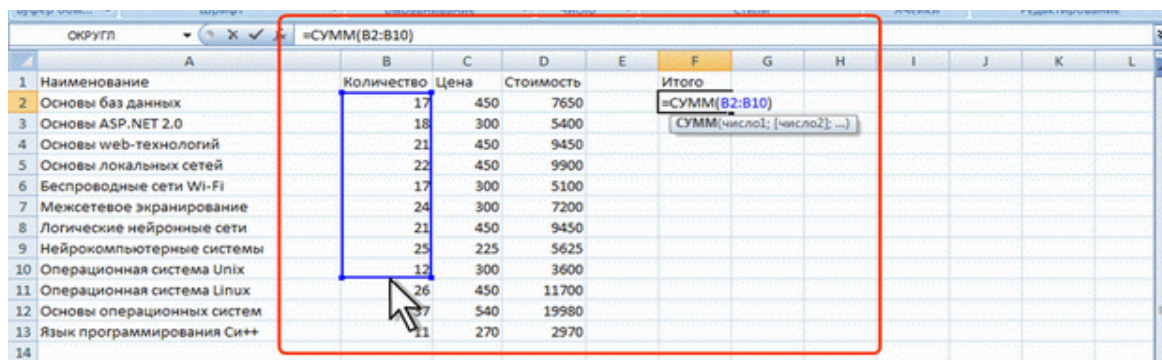 ОКРУГЛ =СУММ(B2:B10)
A B C D E F G H I J K L
1 Наименование Количество Цена Стоимость Итого
2 Основы баз данных 17 450 7650 =СУММ(B2:B10)
3 Основы ASP.NET 2.0 18 300 5400 СУММ(число1; [число2]; ...)
4 Основы web-технологий 21 450 9450
5 Основы локальных сетей 22 450 9900
6 Беспроводные сети Wi-Fi 17 300 5100
7 Межсетевое экранирование 24 300 7200
8 Логические нейронные сети 21 450 9450
9 Нейрокомпьютерные системы 25 225 5625
10 Операционная система Unix 12 300 3600
11 Операционная система Linux 26 450 11700
12 Основы операционных систем 540 19980
13 Язык программирования Си++ 11 270 2970
14